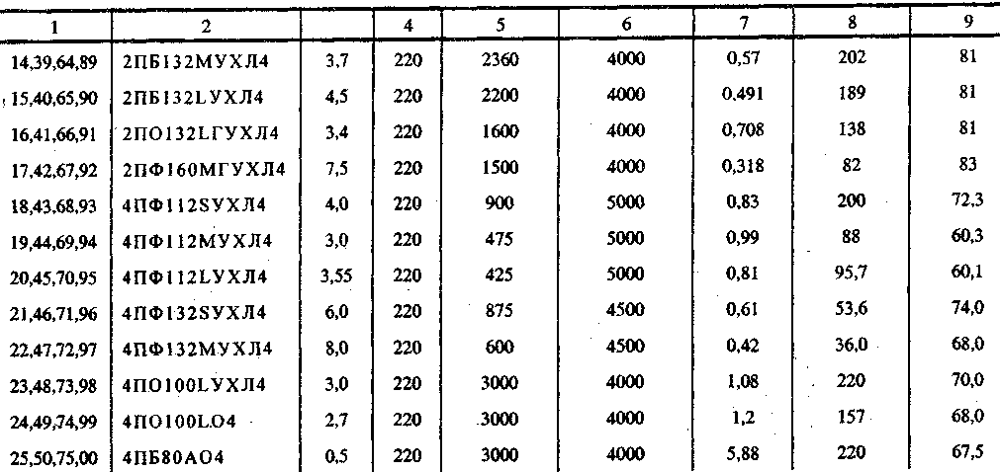 1 2 4 5 6 7 8 9
14,39,64,89 2ПБ132МУХЛ4 3,7 220 2360 4000 0,57 202 81
15,40,65,90 2ПБ132LУХЛ4 4,5 220 2200 4000 0.491 189 81
16,41,66,91 2ПО132LГУХЛ4 3,4 220 1600 4000 0,708 138 81
17,42,67,92 2ПФ160МГУХЛ4 7,5 220 1500 4000 0,318 82 83
18,43,68,93 4ПФ112SУХЛ4 4,0 220 900 5000 0,83 200 72,3
19,44,69,94 4ПФ112МУХЛ4 3,0 220 475 5000 0,99 88 60,3
20,45,70,95 4ПФ112LУХЛ4 3,55 220 425 5000 0,81 95,7 60,1
21,46,71,96 4ПФ132SУХЛ4 6,0 220 875 4500 0,61 53,6 74,0
22,47,72,97 4ПФ132МУХЛ4 8,0 220 600 4500 0,42 36,0 68,0
23,48,73,98 4ПО100LУХЛ4 3,0 220 3000 4000 1,08 220 70,0
24,49,74,99 4ПО100LО4 2,7 220 3000 4000 1,2 157 68,0
25,50,75,00 4ПБ80АО4 0,5 220 3000 4000 5,88 220 67,5